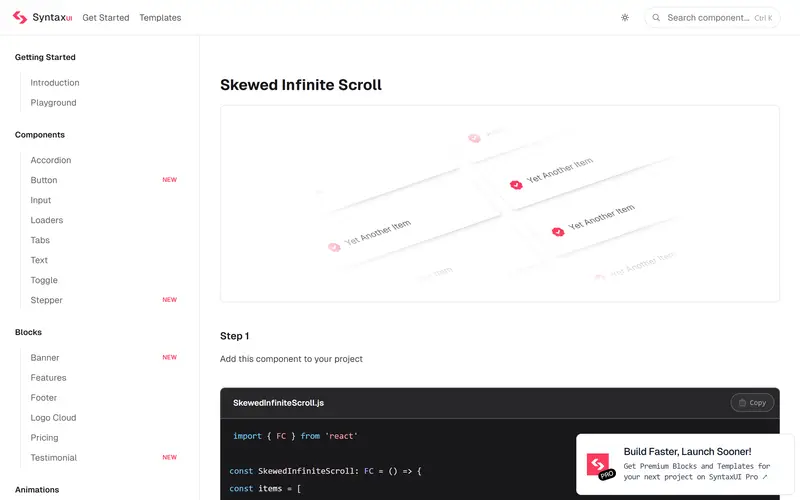 SyntaxUI
Get Started
Templates
Search component...
Ctrl K
Getting Started
Introduction
Playground
Components
Accordion
Button NEW
Input
Loaders
Tabs
Text
Toggle
Stepper NEW
Blocks
Banner NEW
Features
Footer
Logo Cloud
Pricing
Testimonial NEW
Animations
Skewed Infinite Scroll
Yet Another Item
Yet Another Item
Yet Another Item
Step 1
Add this component to your project
SkewedInfiniteScroll.js
Copy
import { FC } from 'react'
const SkewedInfiniteScroll: FC = () => {
const items = [
PRO
Build Faster, Launch Sooner!
Get Premium Blocks and Templates for
your next project on SyntaxUI Pro ↗